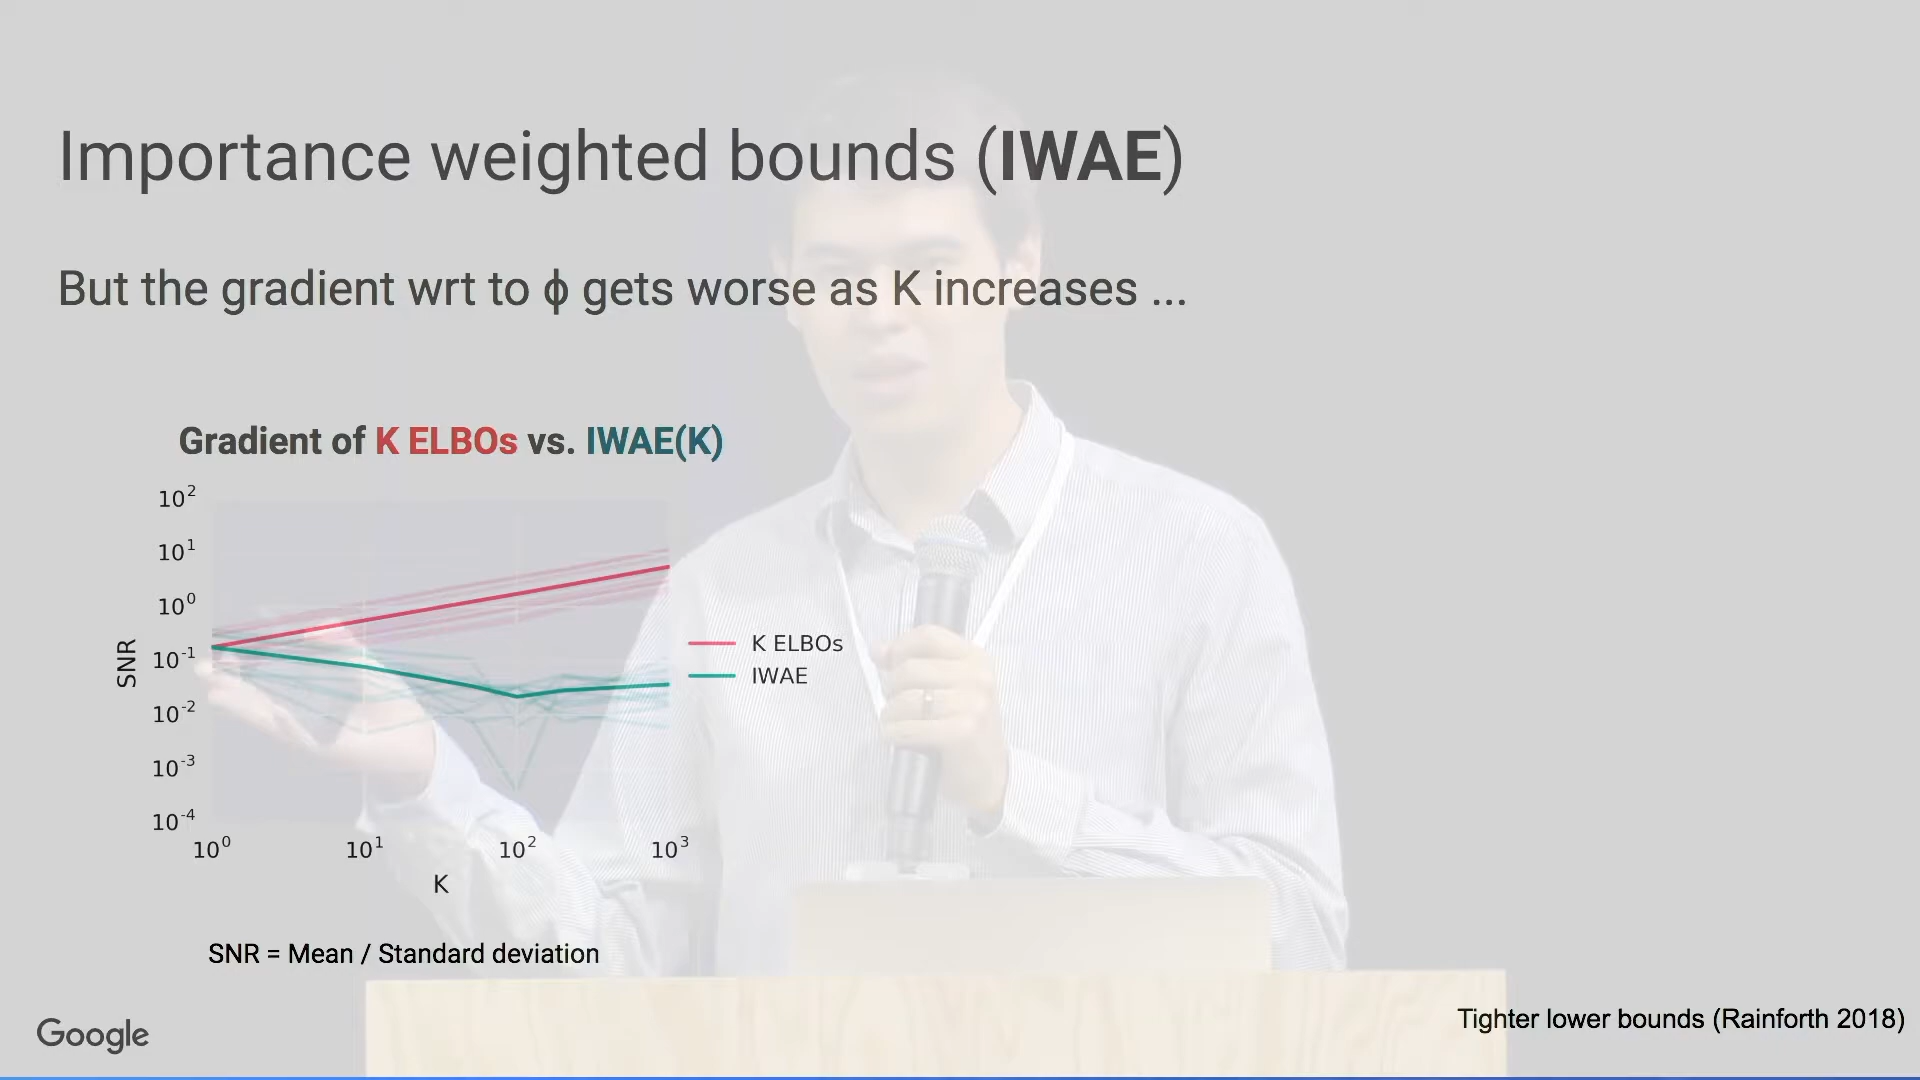 Importance weighted bounds (IWAE)
But the gradient wrt to ϕ gets worse as K increases ...
Gradient of K ELBOs vs. IWAE(K)
10²
10¹
10⁰
10⁻¹
10⁻²
10⁻³
10⁻⁴
SNR
10⁰ 10¹ 10² 10³
K
K ELBOs
IWAE
SNR = Mean / Standard deviation
Google
Tighter lower bounds (Rainforth 2018)